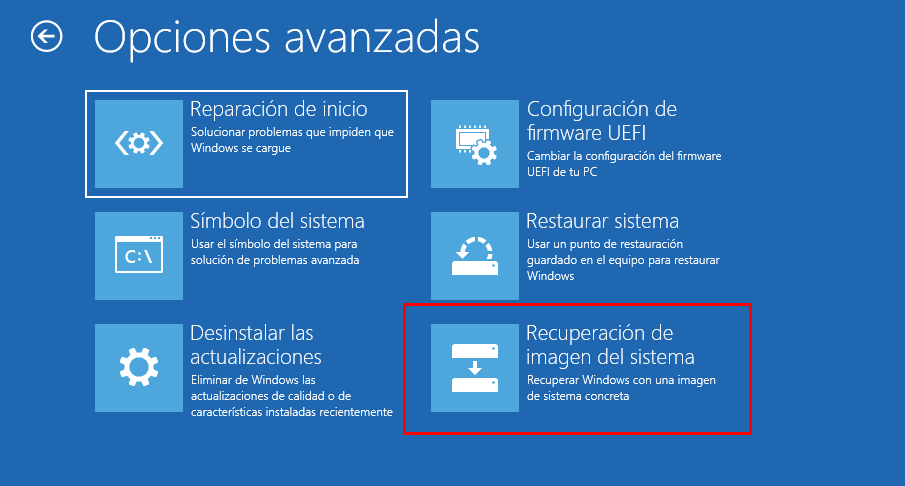 Opciones avanzadas
Reparación de inicio
Solucionar problemas que impiden que
Windows se cargue
Configuración de
firmware UEFI
Cambiar la configuración del firmware
UEFI de tu PC
Símbolo del sistema
Usar el símbolo del sistema para
solución de problemas avanzada
C:\
Restaurar sistema
Usar un punto de restauración
guardado en el equipo para restaurar
Windows
Desinstalar las
actualizaciones
Eliminar de Windows las
actualizaciones de calidad o de
características instaladas recientemente
Recuperación de
imagen del sistema
Recuperar Windows con una imagen
de sistema concreta